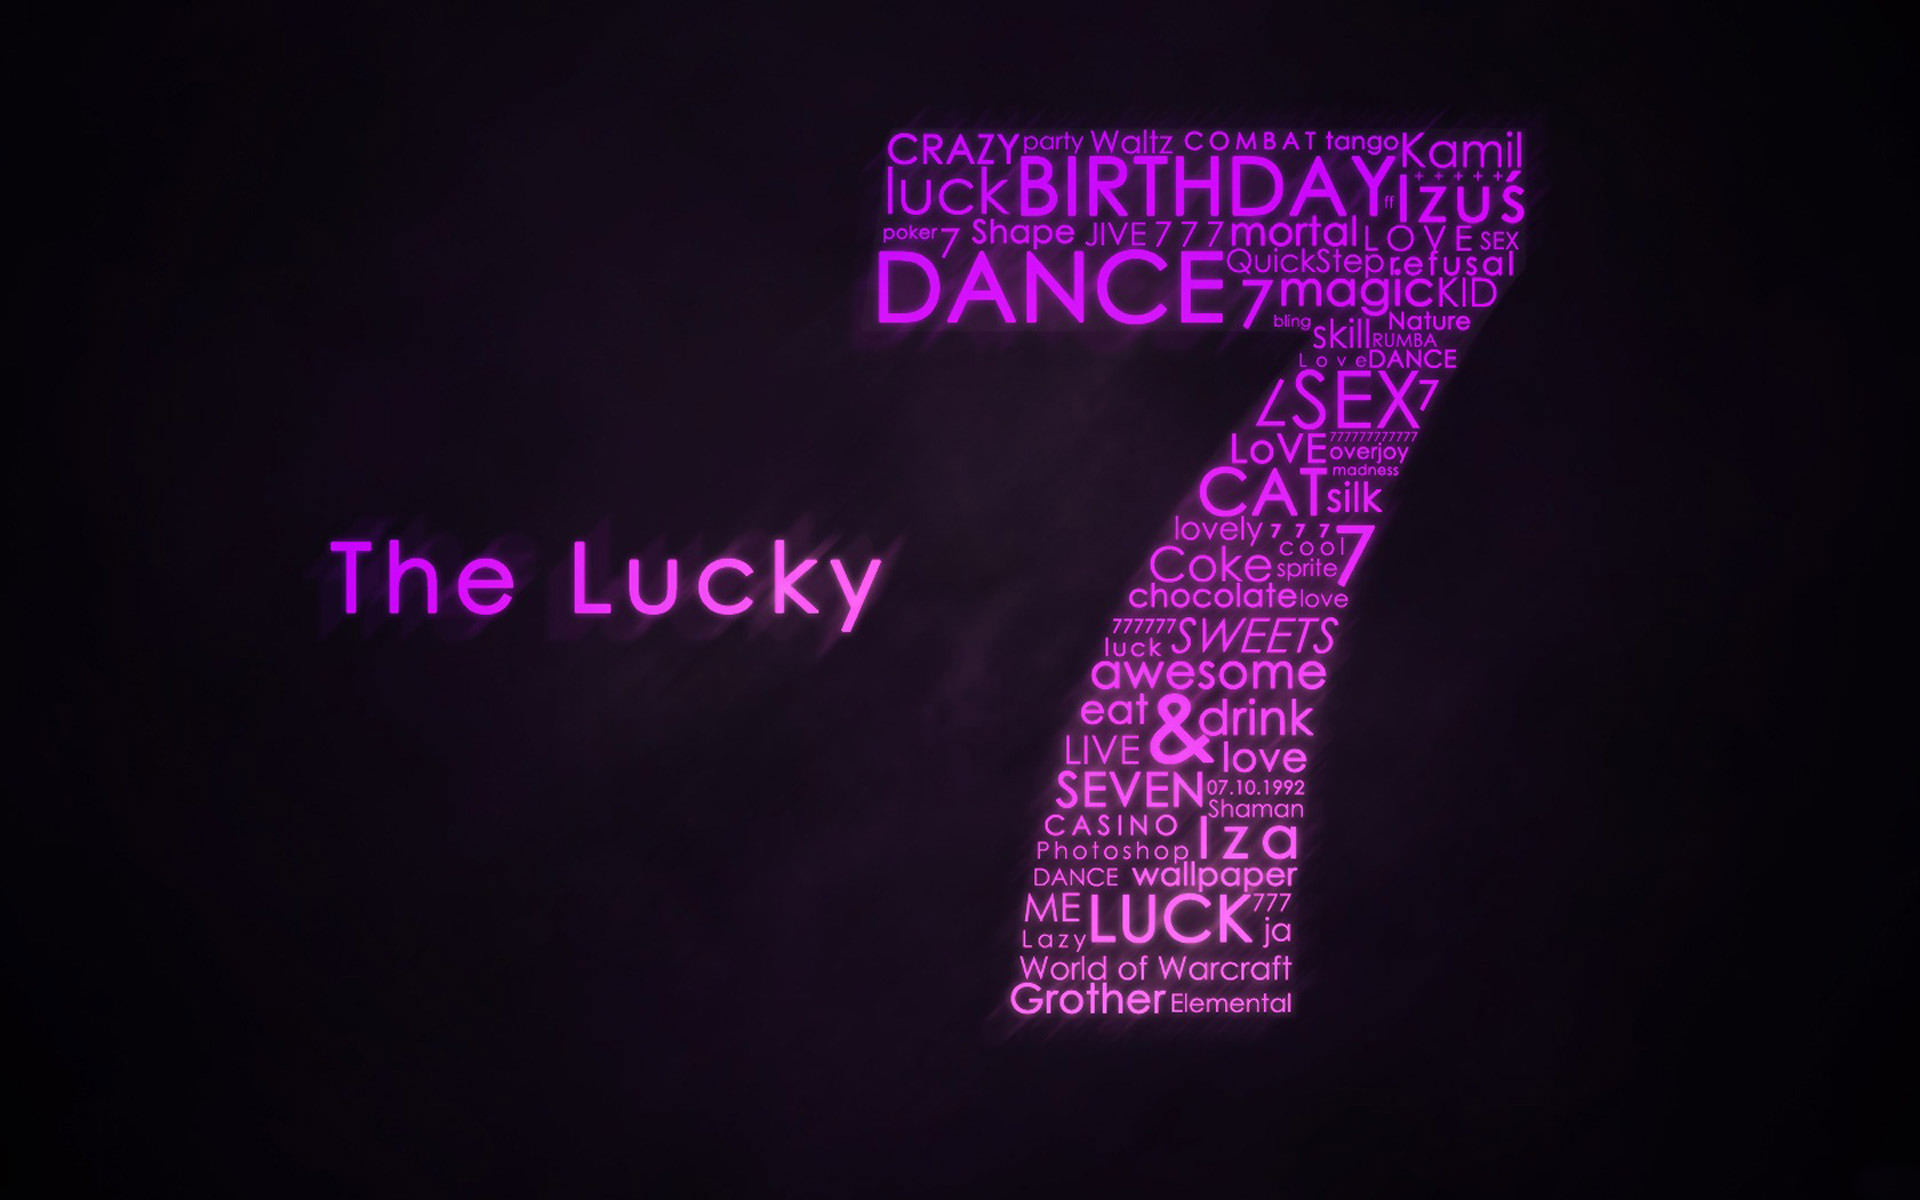 CRAZY party Waltz COMBAT tango Kamil
+ + + + +
luck BIRTHDAY ff Izuś
poker 7 Shape JIVE 7 7 7 mortal LOVE SEX
DANCE QuickStep refusal
7 magic KID
bling skill Nature
RUMBA
Love DANCE
SEX 7
LoVE 777777777777
overjoy
madness
CAT silk
lovely 7 7 7 7
cool
Coke sprite
chocolate love
777777 SWEETS
luck
awesome
eat & drink
LIVE love
SEVEN 07.10.1992
Shaman
CASINO Iza
Photoshop
DANCE wallpaper
ME LUCK 777
Lazy ja
World of Warcraft
Grother Elemental
The Lucky